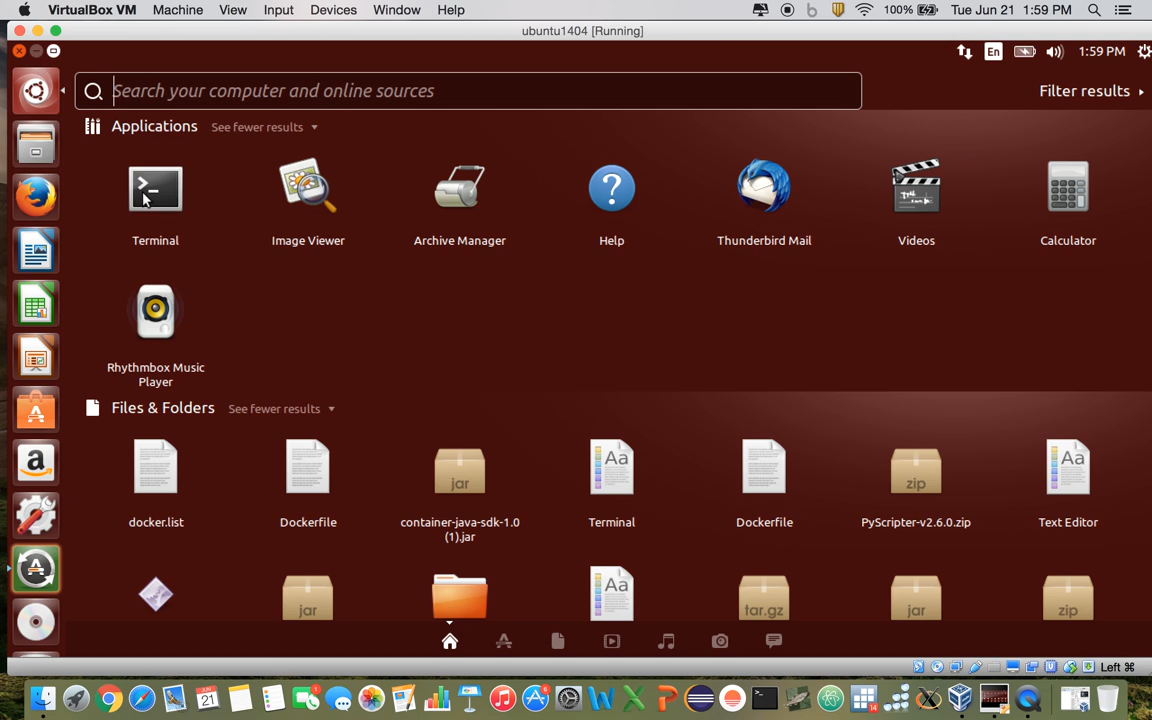 VirtualBox VM Machine View Input Devices Window Help 100% Tue Jun 21 1:59 PM
ubuntu1404 [Running]
En 1:59 PM
Search your computer and online sources
Filter results
Applications See fewer results
Terminal Image Viewer Archive Manager Help Thunderbird Mail Videos Calculator
Rhythmbox Music
Player
Files & Folders See fewer results
Aa zip Aa
jar
docker.list Dockerfile container-java-sdk-1.0 Terminal Dockerfile PyScripter-v2.6.0.zip Text Editor
(1).jar
Aa
jar tar.gz jar zip
Left ⌘